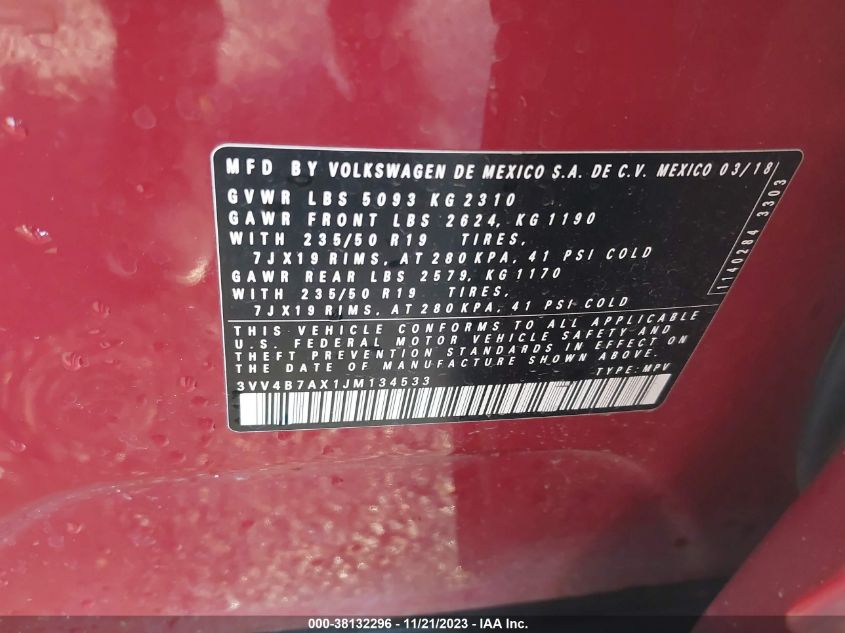 MFD BY VOLKSWAGEN DE MEXICO S.A. DE C.V. MEXICO 03/18
GVWR LBS 5093 KG 2310
GAWR FRONT LBS 2624, KG 1190
WITH 235/50 R19 TIRES,
7JX19 RIMS, AT 280 KPA, 41 PSI COLD
GAWR REAR LBS 2579, KG 1170
WITH 235/50 R19 TIRES,
7JX19 RIMS, AT 280 KPA, 41 PSI COLD
THIS VEHICLE CONFORMS TO ALL APPLICABLE
U.S. FEDERAL MOTOR VEHICLE SAFETY AND
THEFT PREVENTION STANDARDS IN EFFECT ON
THE DATE OF MANUFACTURE SHOWN ABOVE.
3VV4B7AX1JM134533 TYPE: MPV
1140284 3303
000-38132296 - 11/21/2023 - © IAA, Inc.